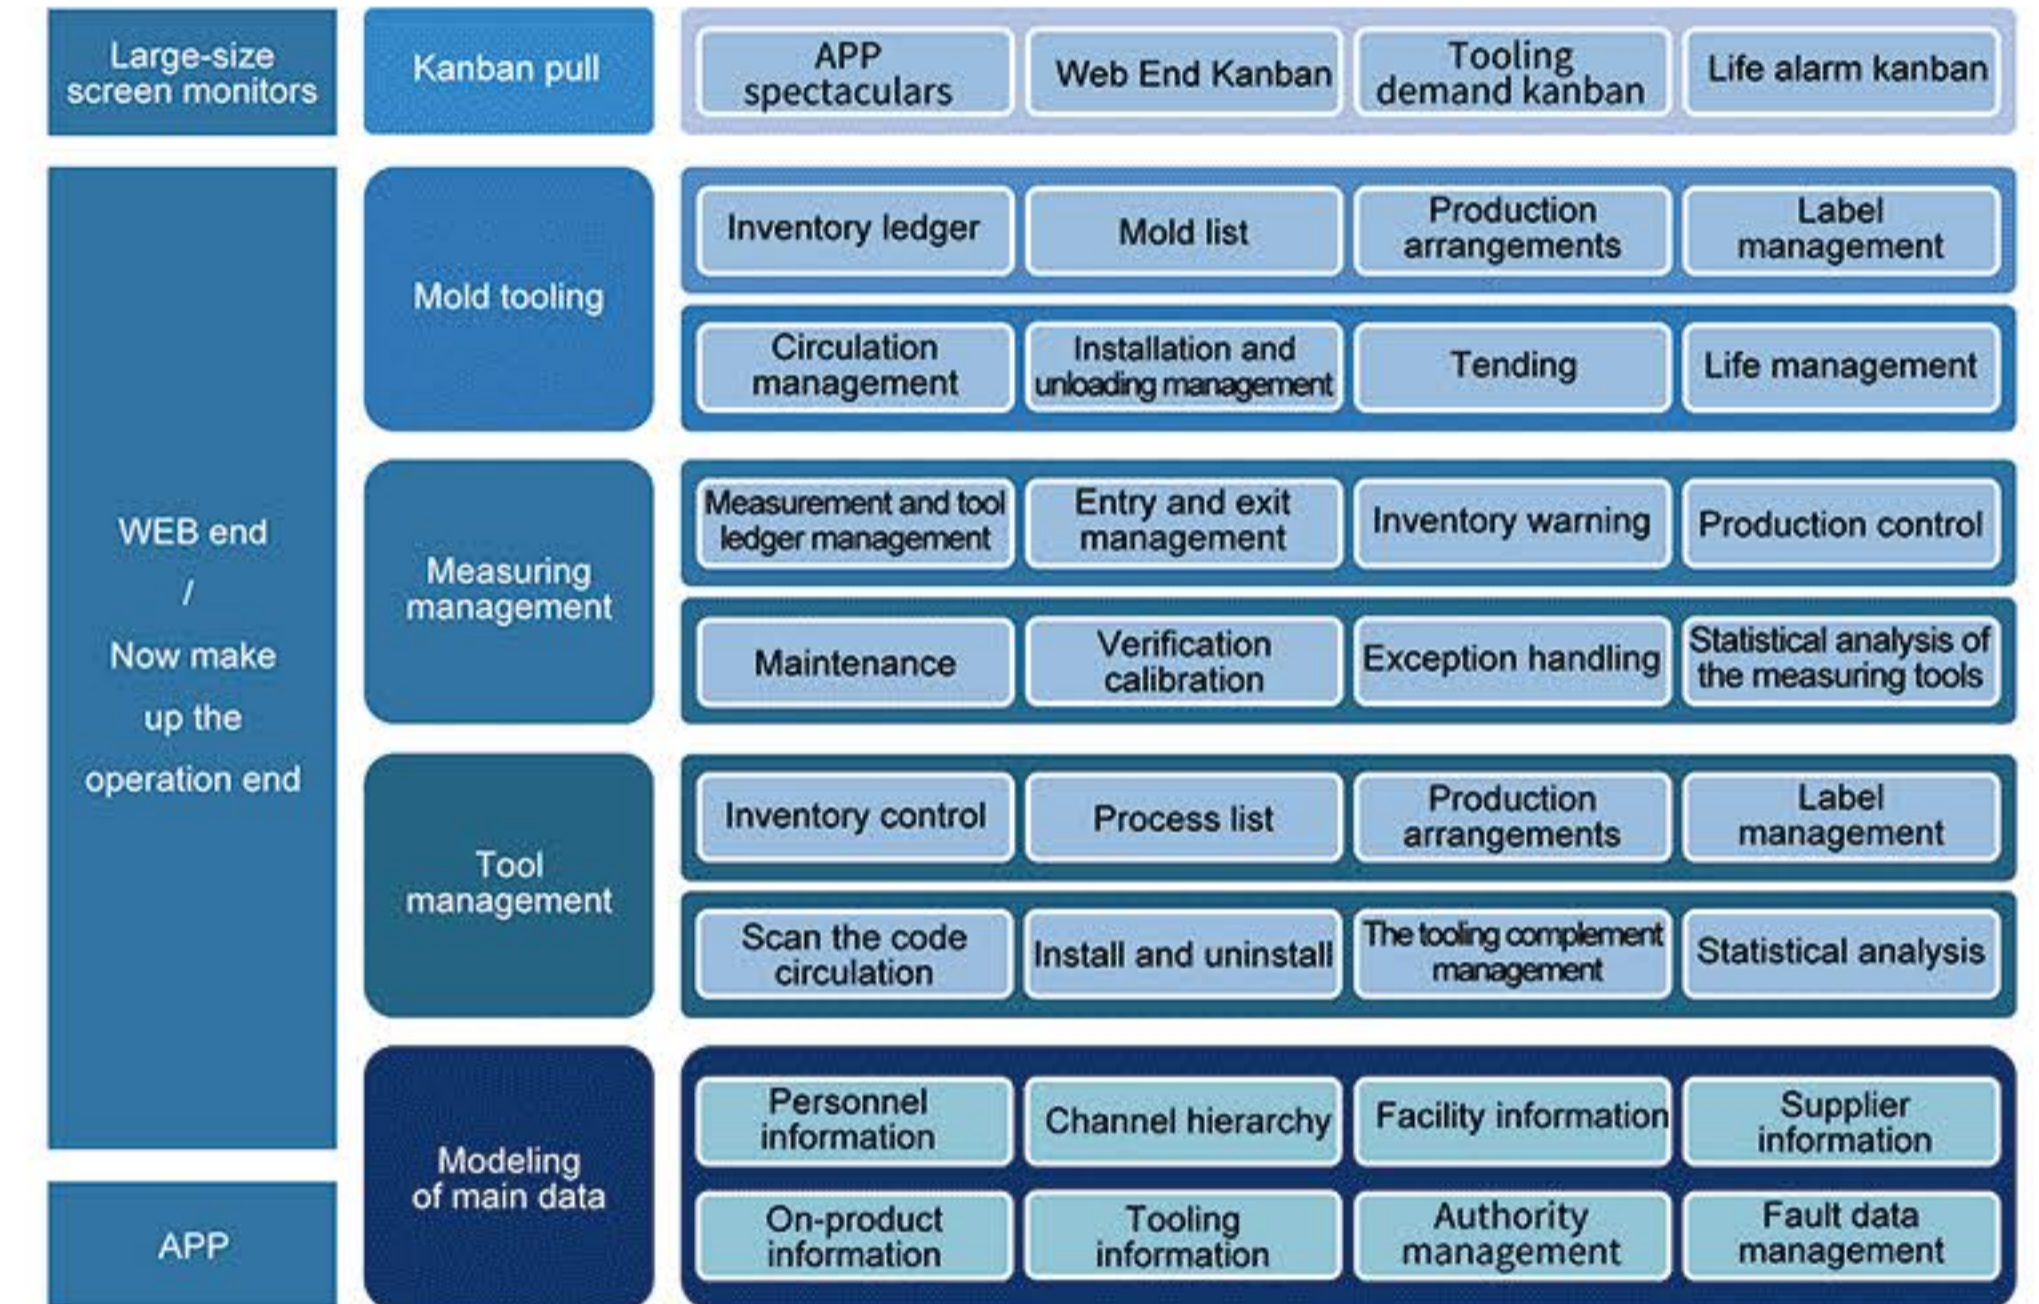 Large-size
screen monitors
Kanban pull
APP
spectaculars
Web End Kanban
Tooling
demand kanban
Life alarm kanban
WEB end
/
Now make
up the
operation end
Mold tooling
Inventory ledger
Mold list
Production
arrangements
Label
management
Circulation
management
Installation and
unloading management
Tending
Life management
Measuring
management
Measurement and tool
ledger management
Entry and exit
management
Inventory warning
Production control
Maintenance
Verification
calibration
Exception handling
Statistical analysis of
the measuring tools
Tool
management
Inventory control
Process list
Production
arrangements
Label
management
Scan the code
circulation
Install and uninstall
The tooling complement
management
Statistical analysis
Modeling
of main data
Personnel
information
Channel hierarchy
Facility information
Supplier
information
On-product
information
Tooling
information
Authority
management
Fault data
management
APP